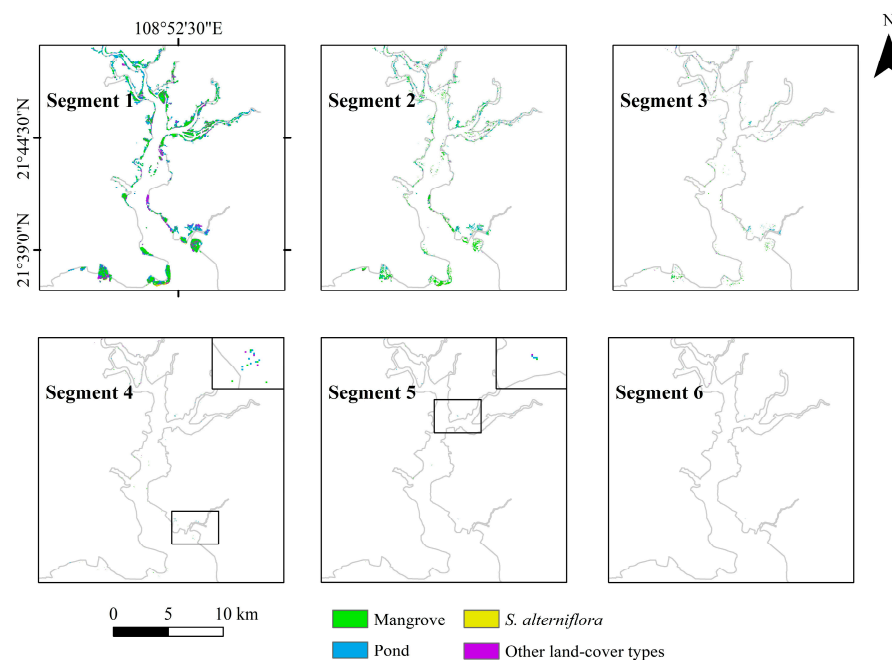 108°52'30"E
N
Segment 1
Segment 2
Segment 3
21°44'30"N
21°39'0"N
Segment 4
Segment 5
Segment 6
0 5 10 km
Mangrove
S. alterniflora
Pond
Other land-cover types